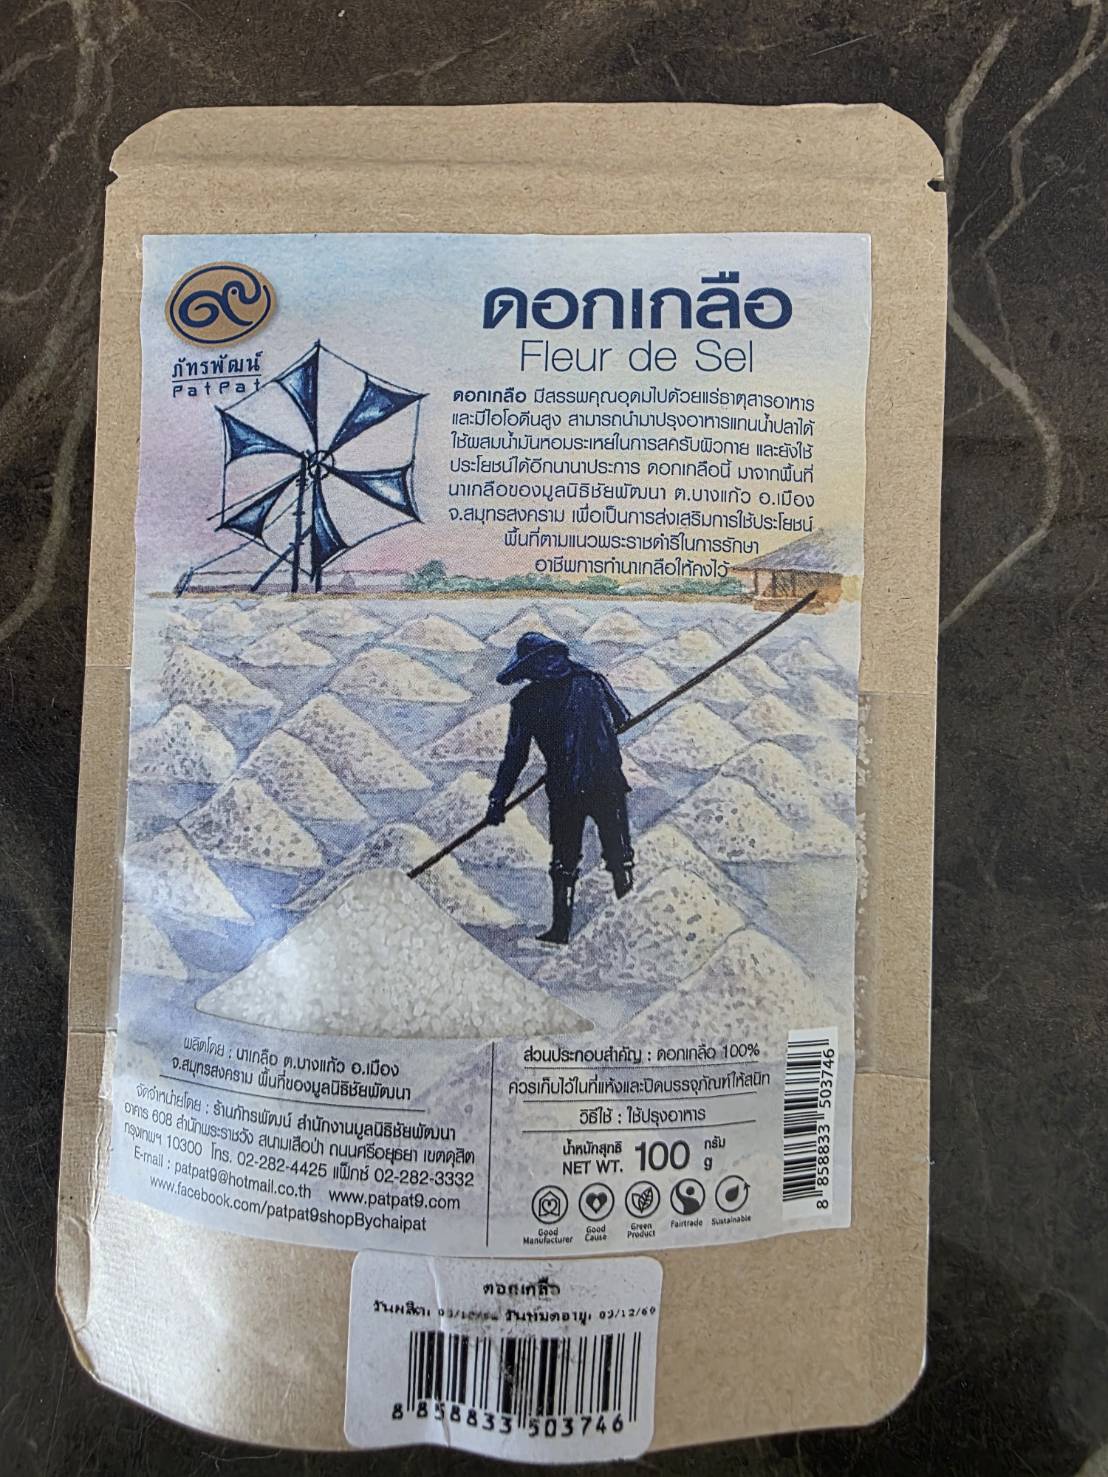 ๙
ภัทรพัฒน์
PatPat
ดอกเกลือ
Fleur de Sel
ดอกเกลือ มีสรรพคุณอุดมไปด้วยแร่ธาตุสารอาหาร
และมีไอโอดีนสูง สามารถนำมาปรุงอาหารแทนน้ำปลาได้
ใช้ผสมน้ำมันหอมระเหยในการสครับผิวกาย และยังใช้
ประโยชน์ได้อีกนานาประการ ดอกเกลือนี้ มาจากพื้นที่
นาเกลือของมูลนิธิชัยพัฒนา ต.บางแก้ว อ.เมือง
จ.สมุทรสงคราม เพื่อเป็นการส่งเสริมการใช้ประโยชน์
พื้นที่ตามแนวพระราชดำริในการรักษา
อาชีพการทำนาเกลือให้คงไว้
ผลิตโดย : นาเกลือ ต.บางแก้ว อ.เมือง
จ.สมุทรสงคราม พื้นที่ของมูลนิธิชัยพัฒนา
จัดจำหน่ายโดย : ร้านภัทรพัฒน์ สำนักงานมูลนิธิชัยพัฒนา
อาคาร 608 สำนักพระราชวัง สนามเสือป่า ถนนศรีอยุธยา เขตดุสิต
กรุงเทพฯ 10300 โทร. 02-282-4425 แฟ็กซ์ 02-282-3332
E-mail : patpat9@hotmail.co.th www.patpat9.com
www.facebook.com/patpat9shopBychaipat
ส่วนประกอบสำคัญ : ดอกเกลือ 100%
ควรเก็บไว้ในที่แห้งและปิดบรรจุภัณฑ์ให้สนิท
วิธีใช้ : ใช้ปรุงอาหาร
น้ำหนักสุทธิ 100 กรัม
NET WT. g
Good Manufacturer
Good Cause
Green Product
Fairtrade
Sustainable
8 858833 503746
ดอกเกลือ
วันผลิต: วันหมดอายุ: 03/12/69
8 858833 503746